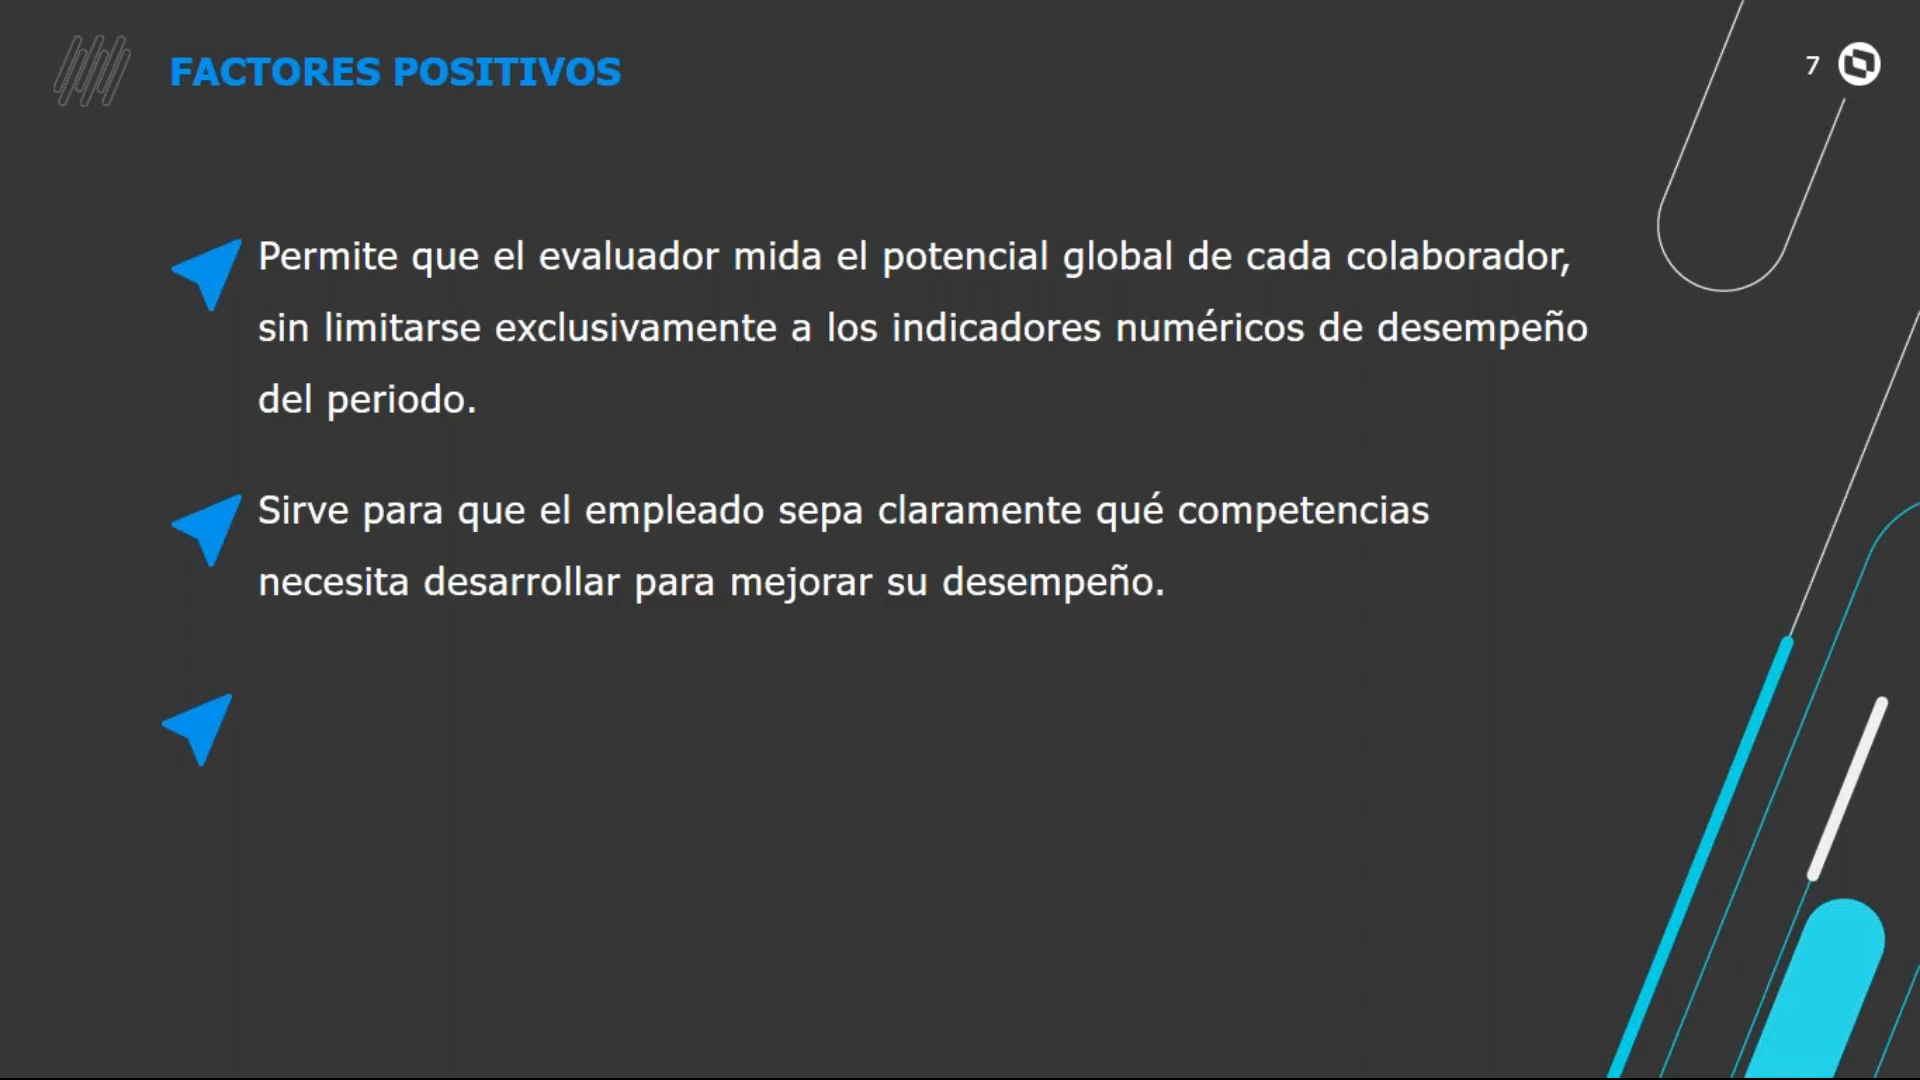 FACTORES POSITIVOS
7
Permite que el evaluador mida el potencial global de cada colaborador,
sin limitarse exclusivamente a los indicadores numéricos de desempeño
del periodo.
Sirve para que el empleado sepa claramente qué competencias
necesita desarrollar para mejorar su desempeño.